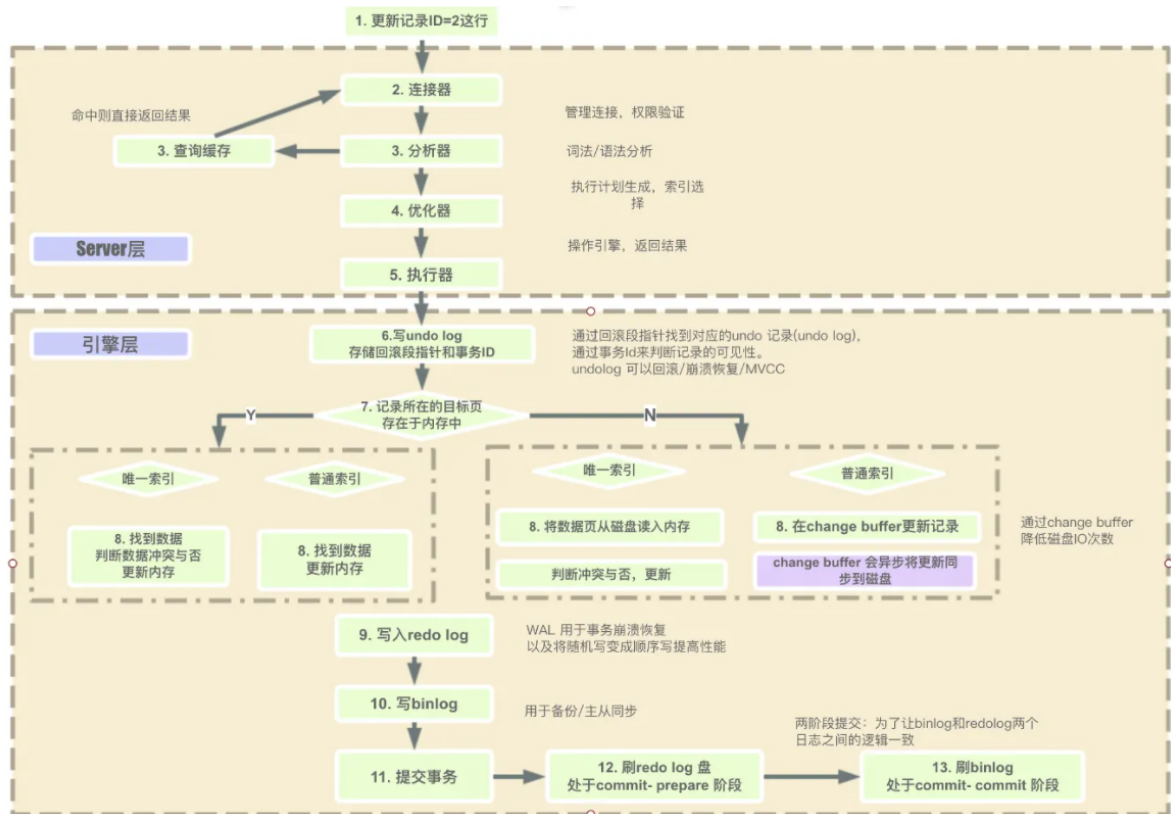 1. 更新记录ID=2这行
2. 连接器
命中则直接返回结果
管理连接，权限验证
3. 查询缓存
3. 分析器
词法/语法分析
执行计划生成，索引选
择
4. 优化器
Server层
操作引擎，返回结果
5. 执行器
引擎层
6.写undo log
存储回滚段指针和事务ID
通过回滚段指针找到对应的undo 记录(undo log)，
通过事务Id来判断记录的可见性。
undolog 可以回滚/崩溃恢复/MVCC
7. 记录所在的目标页
存在于内存中
Y
N
唯一索引
普通索引
唯一索引
普通索引
8. 找到数据
判断数据冲突与否
更新内存
8. 找到数据
更新内存
8. 将数据页从磁盘读入内存
判断冲突与否，更新
8. 在change buffer更新记录
change buffer 会异步将更新同
步到磁盘
通过change buffer
降低磁盘IO次数
9. 写入redo log
WAL 用于事务崩溃恢复
以及将随机写变成顺序写提高性能
10. 写binlog
用于备份/主从同步
两阶段提交：为了让binlog和redolog两个
日志之间的逻辑一致
11. 提交事务
12. 刷redo log 盘
处于commit- prepare 阶段
13. 刷binlog
处于commit- commit 阶段